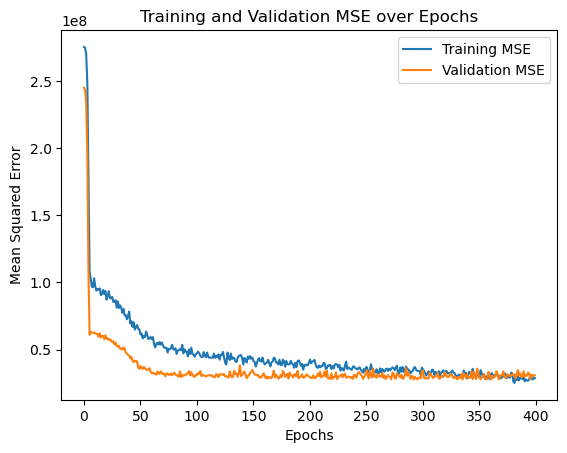 Training and Validation MSE over Epochs
1e8
Training MSE
Validation MSE
2.5
2.0
1.5
1.0
0.5
Mean Squared Error
0 50 100 150 200 250 300 350 400
Epochs